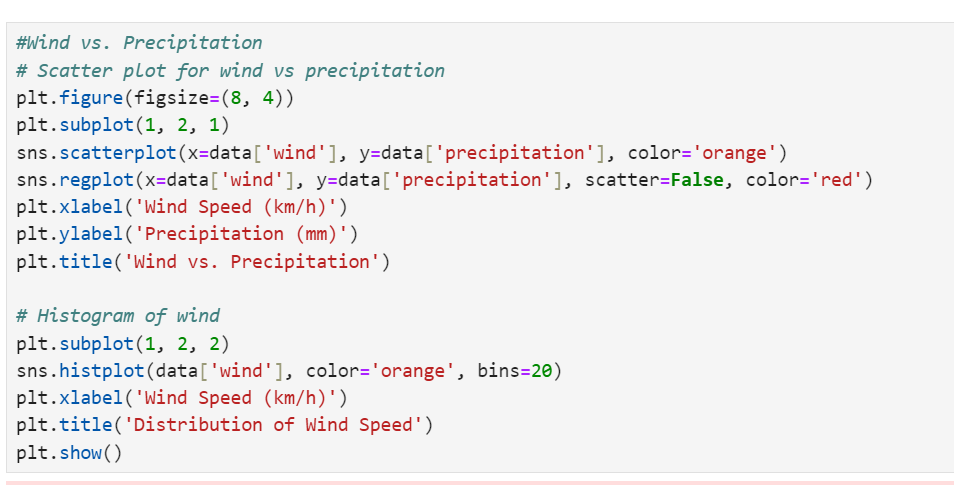 #Wind vs. Precipitation
# Scatter plot for wind vs precipitation
plt.figure(figsize=(8, 4))
plt.subplot(1, 2, 1)
sns.scatterplot(x=data['wind'], y=data['precipitation'], color='orange')
sns.regplot(x=data['wind'], y=data['precipitation'], scatter=False, color='red')
plt.xlabel('Wind Speed (km/h)')
plt.ylabel('Precipitation (mm)')
plt.title('Wind vs. Precipitation')
# Histogram of wind
plt.subplot(1, 2, 2)
sns.histplot(data['wind'], color='orange', bins=20)
plt.xlabel('Wind Speed (km/h)')
plt.title('Distribution of Wind Speed')
plt.show()